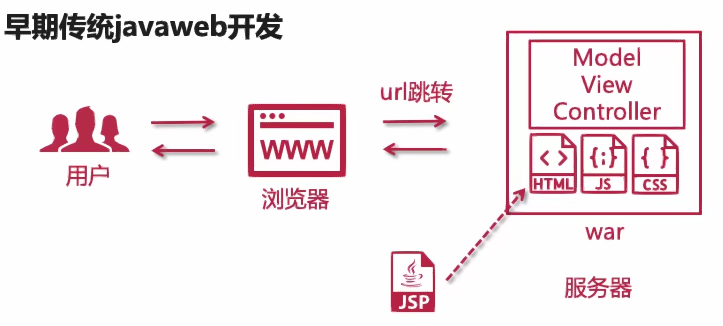 早期传统javaweb开发
Model
View
Controller
url跳转
WWW
< >
{:}
{ }
HTML
JS
CSS
用户
浏览器
war
JSP
服务器